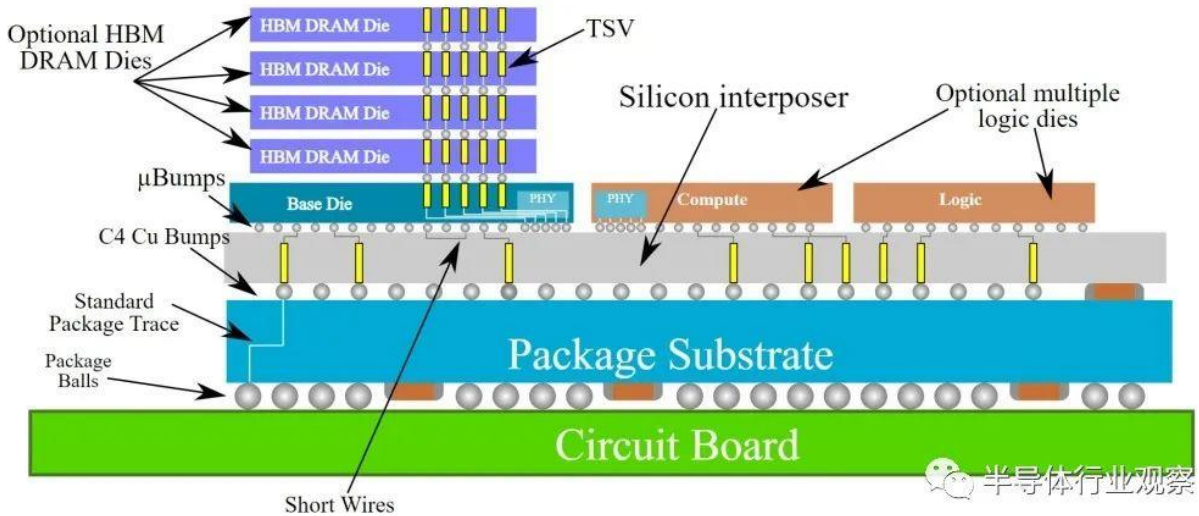 Optional HBM
DRAM Dies
HBM DRAM Die
HBM DRAM Die
HBM DRAM Die
HBM DRAM Die
TSV
Silicon interposer
Optional multiple
logic dies
μBumps
Base Die
PHY
PHY
Compute
Logic
C4 Cu Bumps
Standard
Package Trace
Package
Balls
Package Substrate
Circuit Board
Short Wires
半导体行业观察